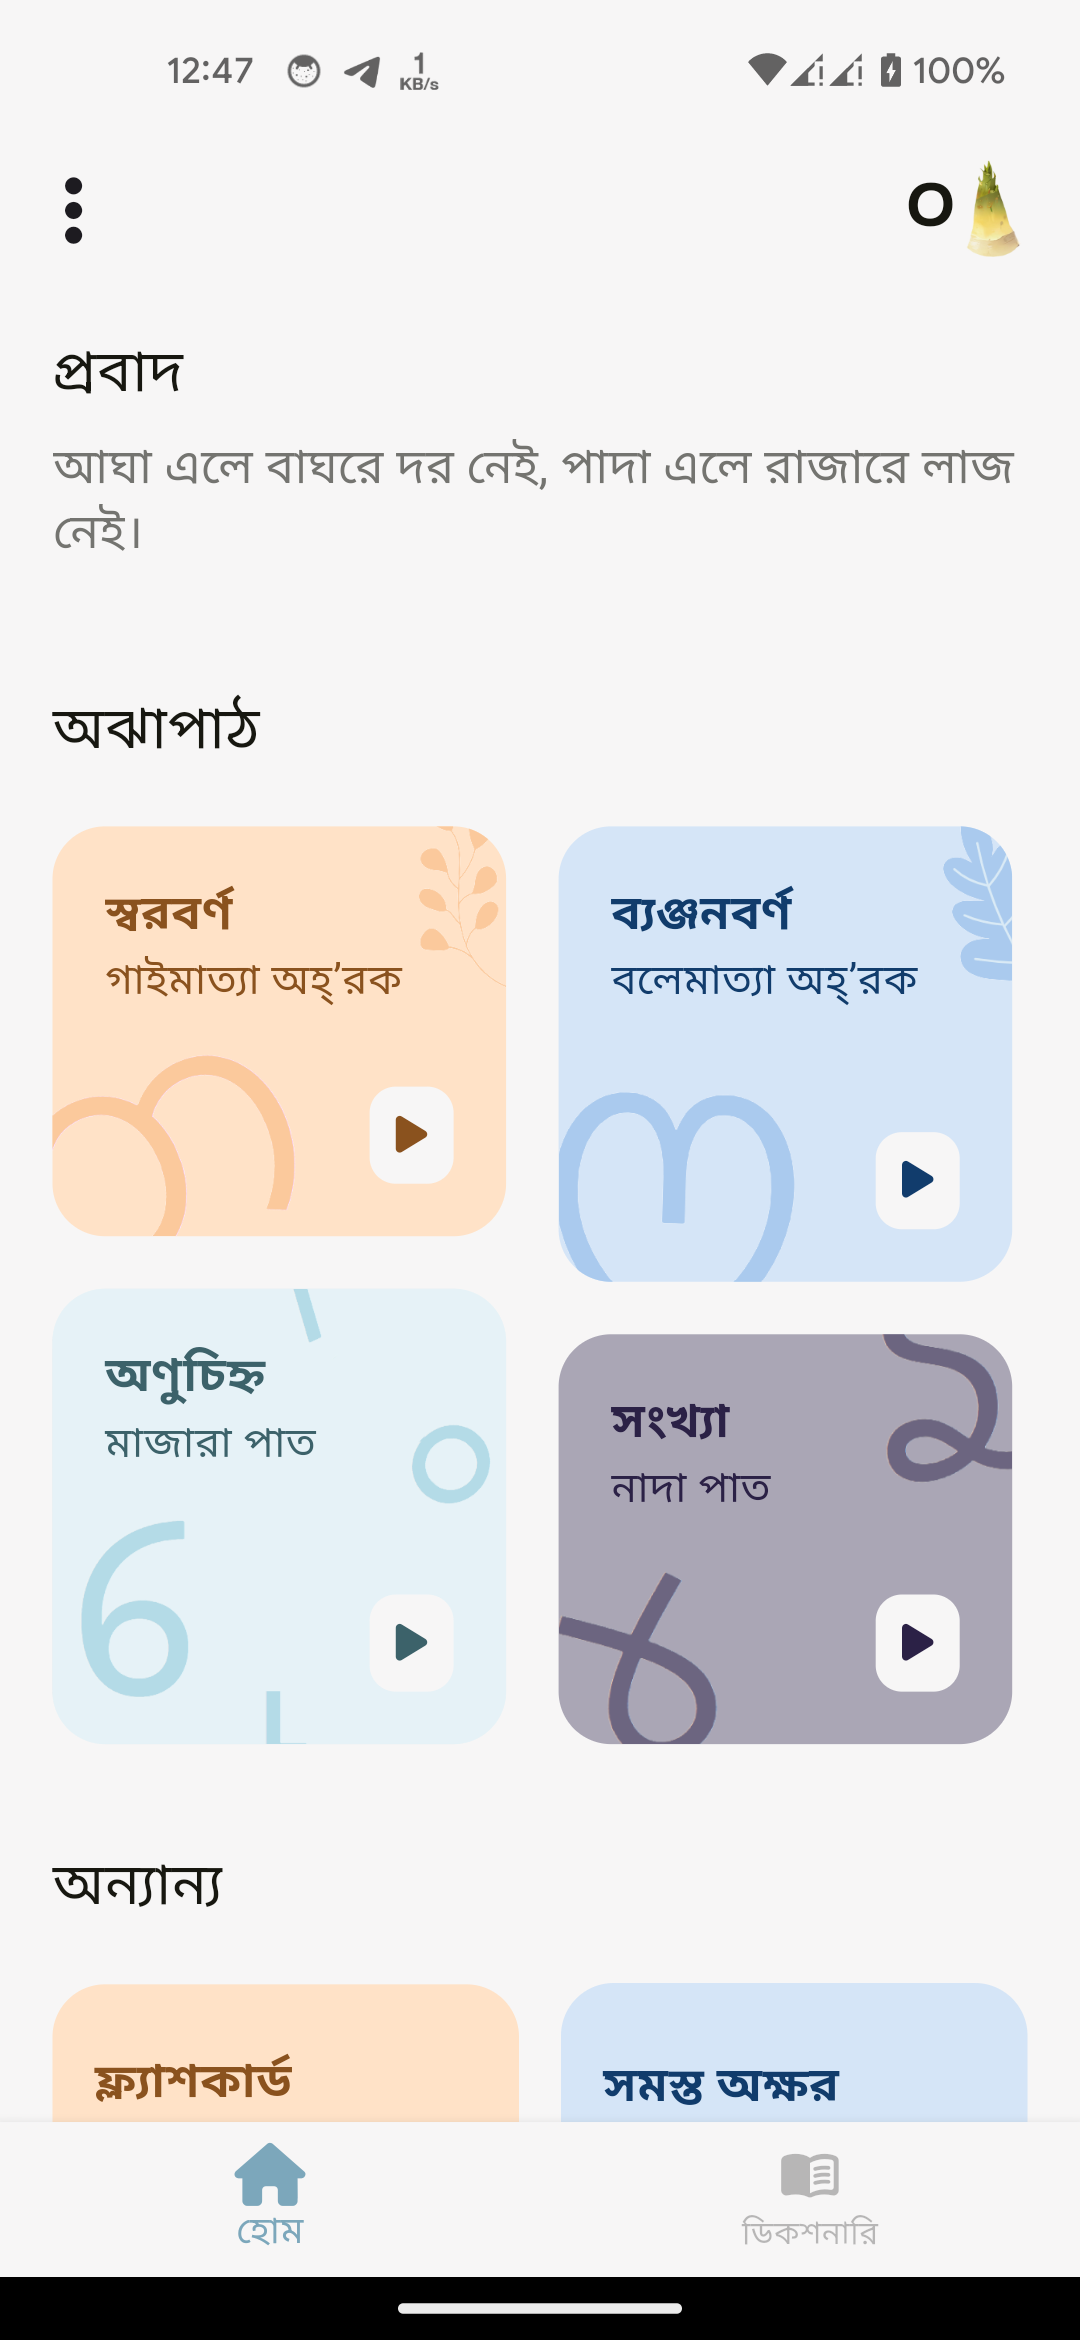 12:47
1
KB/s
100%
0
প্রবাদ
আঘা এলে বাঘরে দর নেই, পাদা এলে রাজারে লাজ
নেই।
অঝাপাঠ
স্বরবর্ণ
গাইমাত্যা অহ্’রক
ব্যঞ্জনবর্ণ
বলেমাত্যা অহ্’রক
অণুচিহ্ন
মাজারা পাত
সংখ্যা
নাদা পাত
অন্যান্য
ফ্ল্যাশকার্ড
সমস্ত অক্ষর
হোম
ডিকশনারি